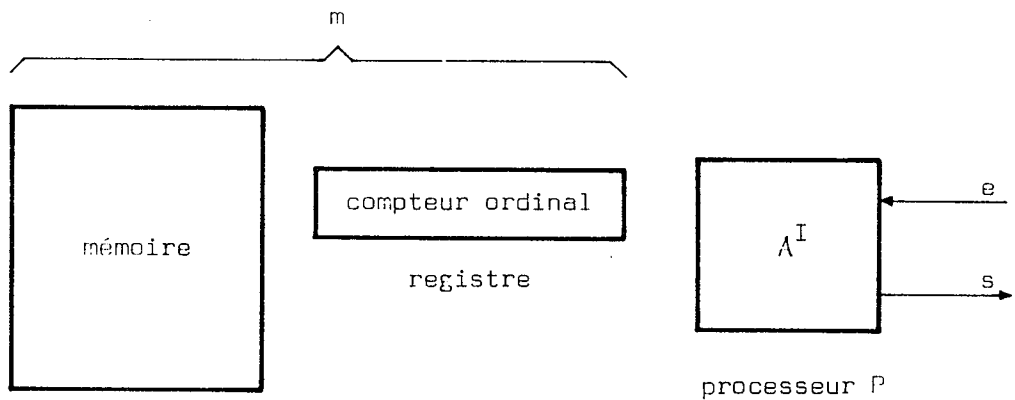 m
mémoire
compteur ordinal
registre
A^I
e
s
processeur P